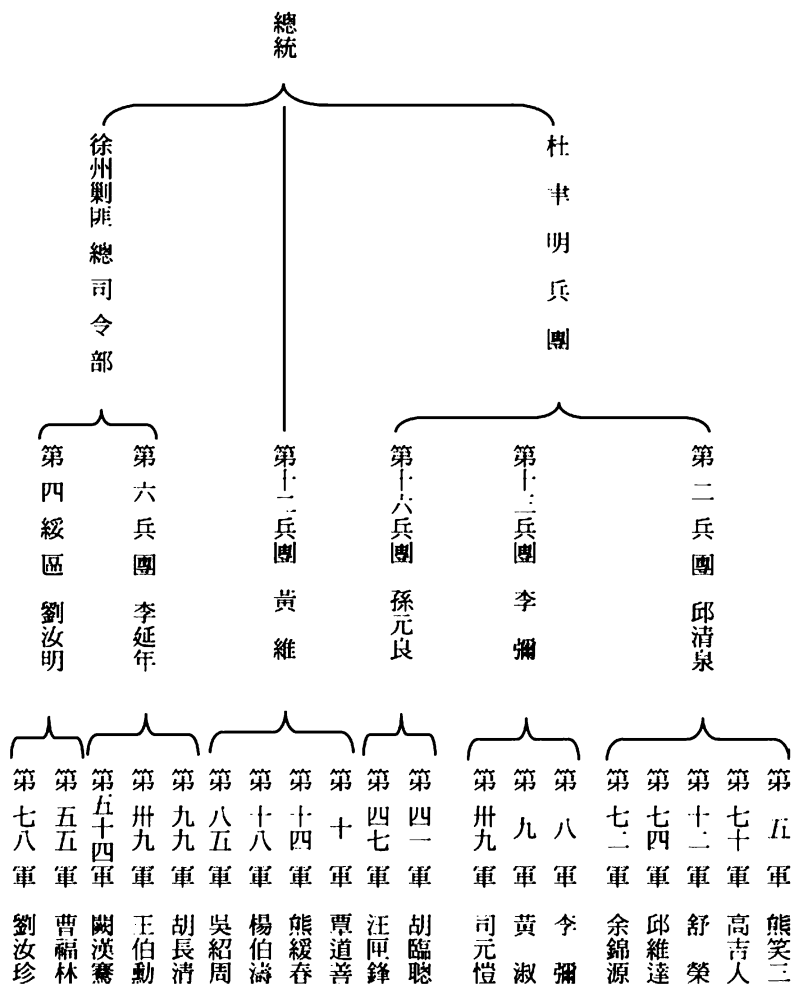 總統
杜聿明兵團
徐州剿匪總司令部
第二兵團 邱清泉
第十三兵團 李彌
第十六兵團 孫元良
第十二兵團 黃維
第六兵團 李延年
第四綏區 劉汝明
第五軍 熊笑三
第七十軍 高吉人
第十二軍 舒榮
第七四軍 邱維達
第七二軍 余錦源
第八軍 李彌
第九軍 黃淑
第卅九軍 司元愷
第四一軍 胡臨聰
第四七軍 汪匣鋒
第十軍 覃道善
第十四軍 熊緩春
第十八軍 楊伯濤
第八五軍 吳紹周
第九九軍 胡長清
第卅九軍 王伯勳
第五十四軍 闕漢騫
第五五軍 曹福林
第七八軍 劉汝珍